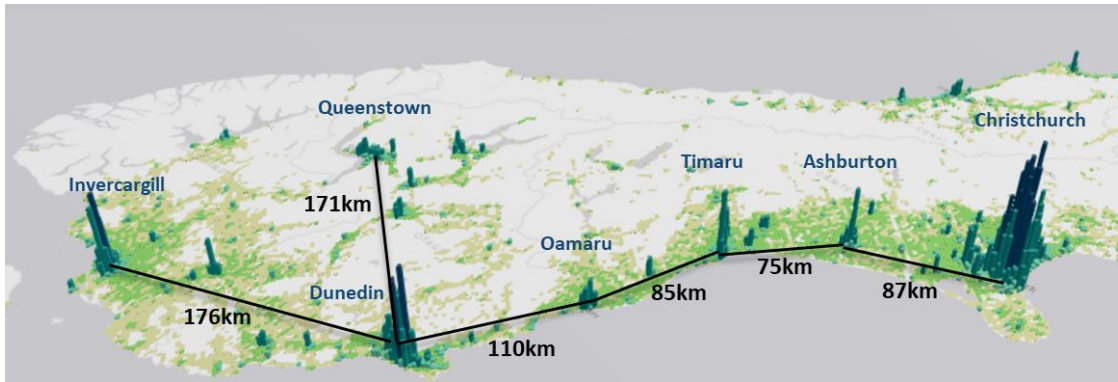 Queenstown
Christchurch
Timaru
Ashburton
Invercargill
171km
Oamaru
75km
Dunedin
85km
87km
176km
110km